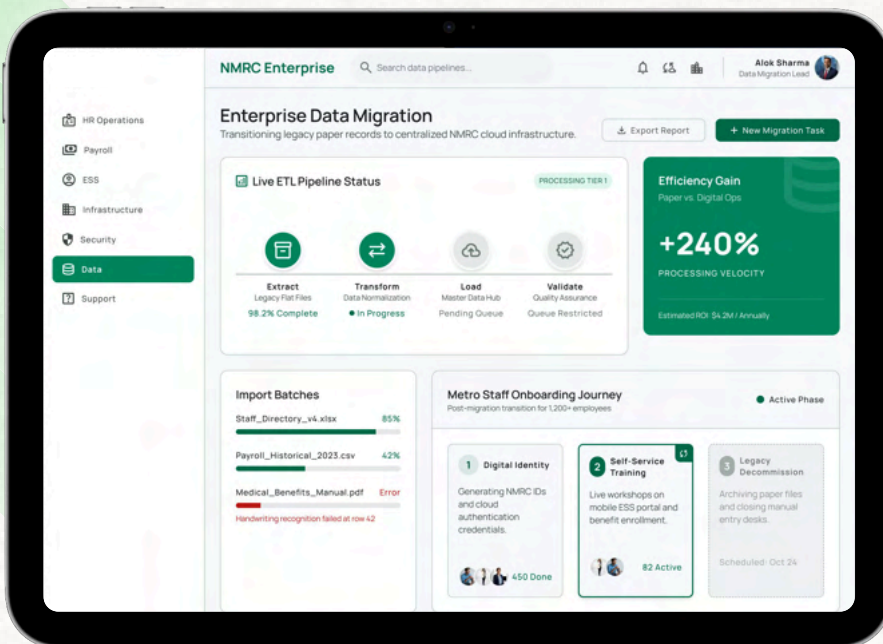 NMRC Enterprise
Search data pipelines...
Alok Sharma
Data Migration Lead
HR Operations
Payroll
ESS
Infrastructure
Security
Data
Support
Enterprise Data Migration
Transitioning legacy paper records to centralized NMRC cloud infrastructure.
Export Report
+ New Migration Task
Live ETL Pipeline Status
PROCESSING TIER 1
Extract
Legacy Flat Files
98.2% Complete
Transform
Data Normalization
In Progress
Load
Master Data Hub
Pending Queue
Validate
Quality Assurance
Queue Restricted
Efficiency Gain
Paper vs. Digital Ops
+240%
PROCESSING VELOCITY
Estimated ROI: $4.2M / Annually
Import Batches
Staff_Directory_v4.xlsx 85%
Payroll_Historical_2023.csv 42%
Medical_Benefits_Manual.pdf Error
Handwriting recognition failed at row 42
Metro Staff Onboarding Journey
Post-migration transition for 1,200+ employees
Active Phase
1 Digital Identity
Generating NMRC IDs
and cloud
authentication
credentials.
450 Done
2 Self-Service
Training
Live workshops on
mobile ESS portal and
benefit enrollment.
82 Active
3 Legacy
Decommission
Archiving paper files
and closing manual
entry desks.
Scheduled: Oct 24